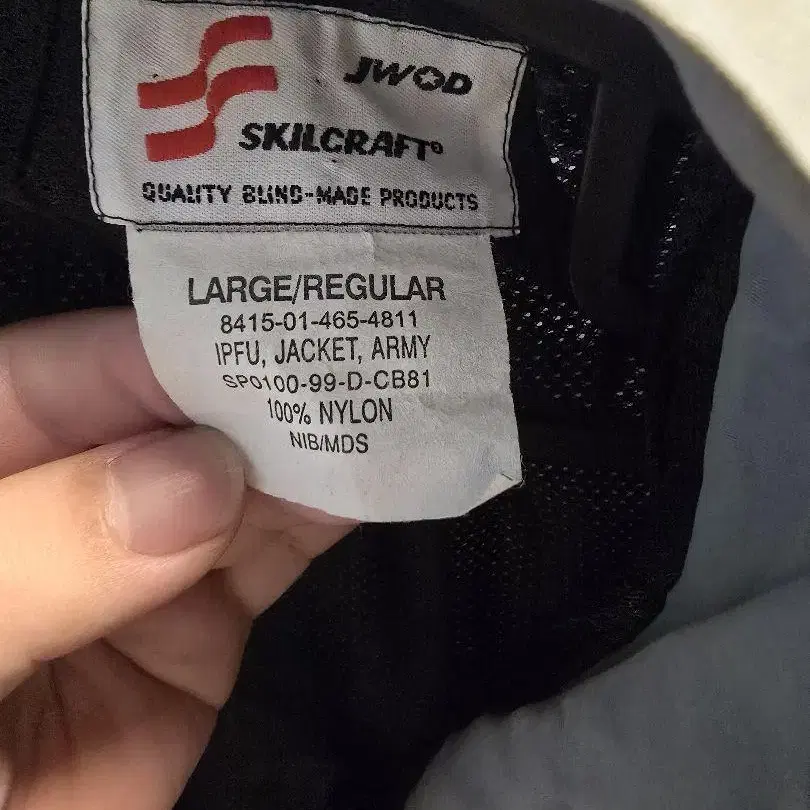 JW✪D
SKILCRAFT®
QUALITY BLIND-MADE PRODUCTS
LARGE/REGULAR
8415-01-465-4811
IPFU, JACKET, ARMY
SP0100-99-D-CB81
100% NYLON
NIB/MDS